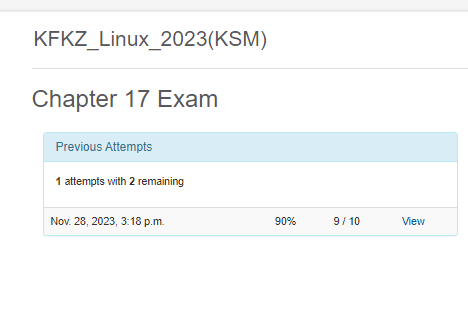 KFKZ_Linux_2023(KSM)
Chapter 17 Exam
Previous Attempts
1 attempts with 2 remaining
Nov. 28, 2023, 3:18 p.m. 90% 9 / 10 View